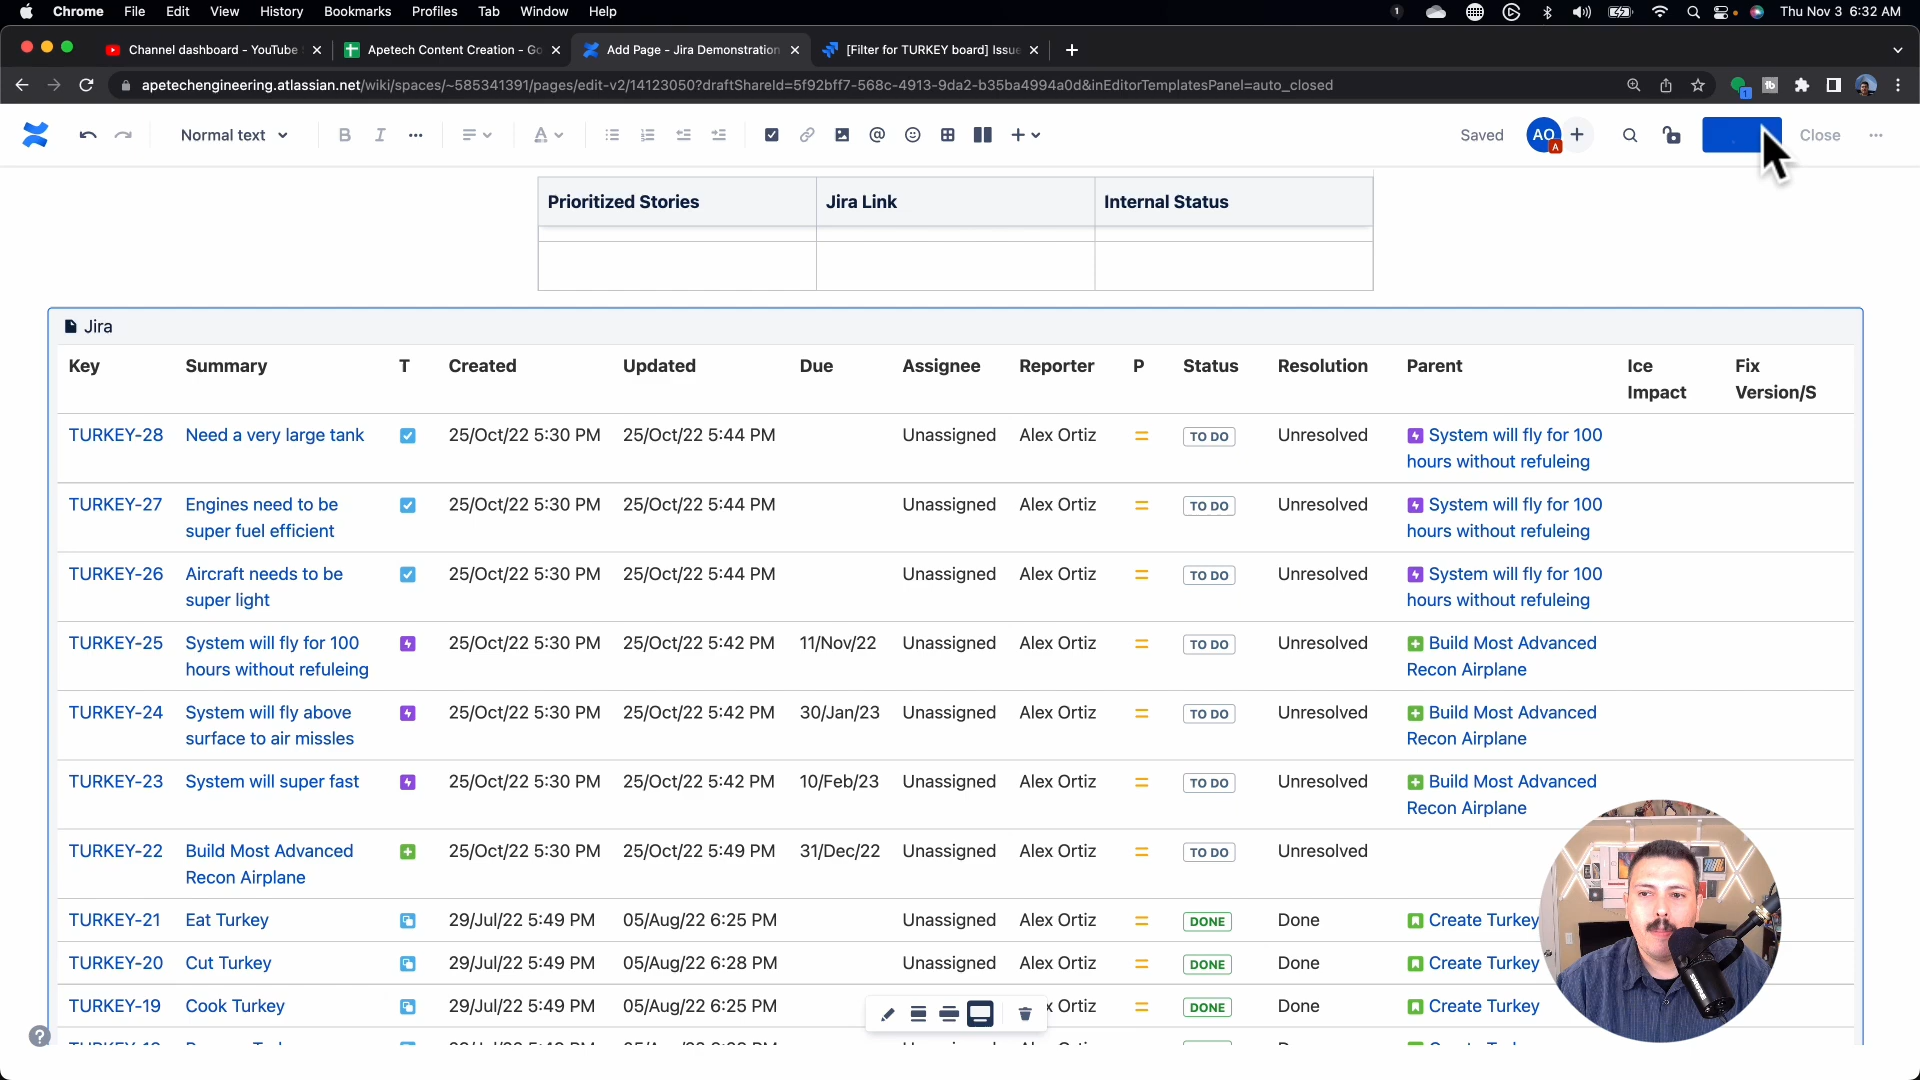 Chrome File Edit View History Bookmarks Profiles Tab Window Help 1 Thu Nov 3 6:32 AM
Channel dashboard - YouTube Apetech Content Creation - Go Add Page - Jira Demonstration [Filter for TURKEY board] Issue
apetechengineering.atlassian.net/wiki/spaces/~585341391/pages/edit-v2/14123050?draftShareId=5f92bff7-568c-4913-9da2-b35ba4994a0d&inEditorTemplatesPanel=auto_closed
Normal text B I A Saved AO A Close
Prioritized Stories Jira Link Internal Status
Jira
Key Summary T Created Updated Due Assignee Reporter P Status Resolution Parent Ice Impact Fix Version/S
TURKEY-28 Need a very large tank 25/Oct/22 5:30 PM 25/Oct/22 5:44 PM Unassigned Alex Ortiz TO DO Unresolved System will fly for 100
hours without refuleing
TURKEY-27 Engines need to be 25/Oct/22 5:30 PM 25/Oct/22 5:44 PM Unassigned Alex Ortiz TO DO Unresolved System will fly for 100
super fuel efficient hours without refuleing
TURKEY-26 Aircraft needs to be 25/Oct/22 5:30 PM 25/Oct/22 5:44 PM Unassigned Alex Ortiz TO DO Unresolved System will fly for 100
super light hours without refuleing
TURKEY-25 System will fly for 100 25/Oct/22 5:30 PM 25/Oct/22 5:42 PM 11/Nov/22 Unassigned Alex Ortiz TO DO Unresolved Build Most Advanced
hours without refuleing Recon Airplane
TURKEY-24 System will fly above 25/Oct/22 5:30 PM 25/Oct/22 5:42 PM 30/Jan/23 Unassigned Alex Ortiz TO DO Unresolved Build Most Advanced
surface to air missles Recon Airplane
TURKEY-23 System will super fast 25/Oct/22 5:30 PM 25/Oct/22 5:42 PM 10/Feb/23 Unassigned Alex Ortiz TO DO Unresolved Build Most Advanced
Recon Airplane
TURKEY-22 Build Most Advanced 25/Oct/22 5:30 PM 25/Oct/22 5:49 PM 31/Dec/22 Unassigned Alex Ortiz TO DO Unresolved
Recon Airplane
TURKEY-21 Eat Turkey 29/Jul/22 5:49 PM 05/Aug/22 6:25 PM Unassigned Alex Ortiz DONE Done Create Turkey
TURKEY-20 Cut Turkey 29/Jul/22 5:49 PM 05/Aug/22 6:28 PM Unassigned Alex Ortiz DONE Done Create Turkey
TURKEY-19 Cook Turkey 29/Jul/22 5:49 PM 05/Aug/22 6:25 PM Ortiz DONE Done Create Turkey